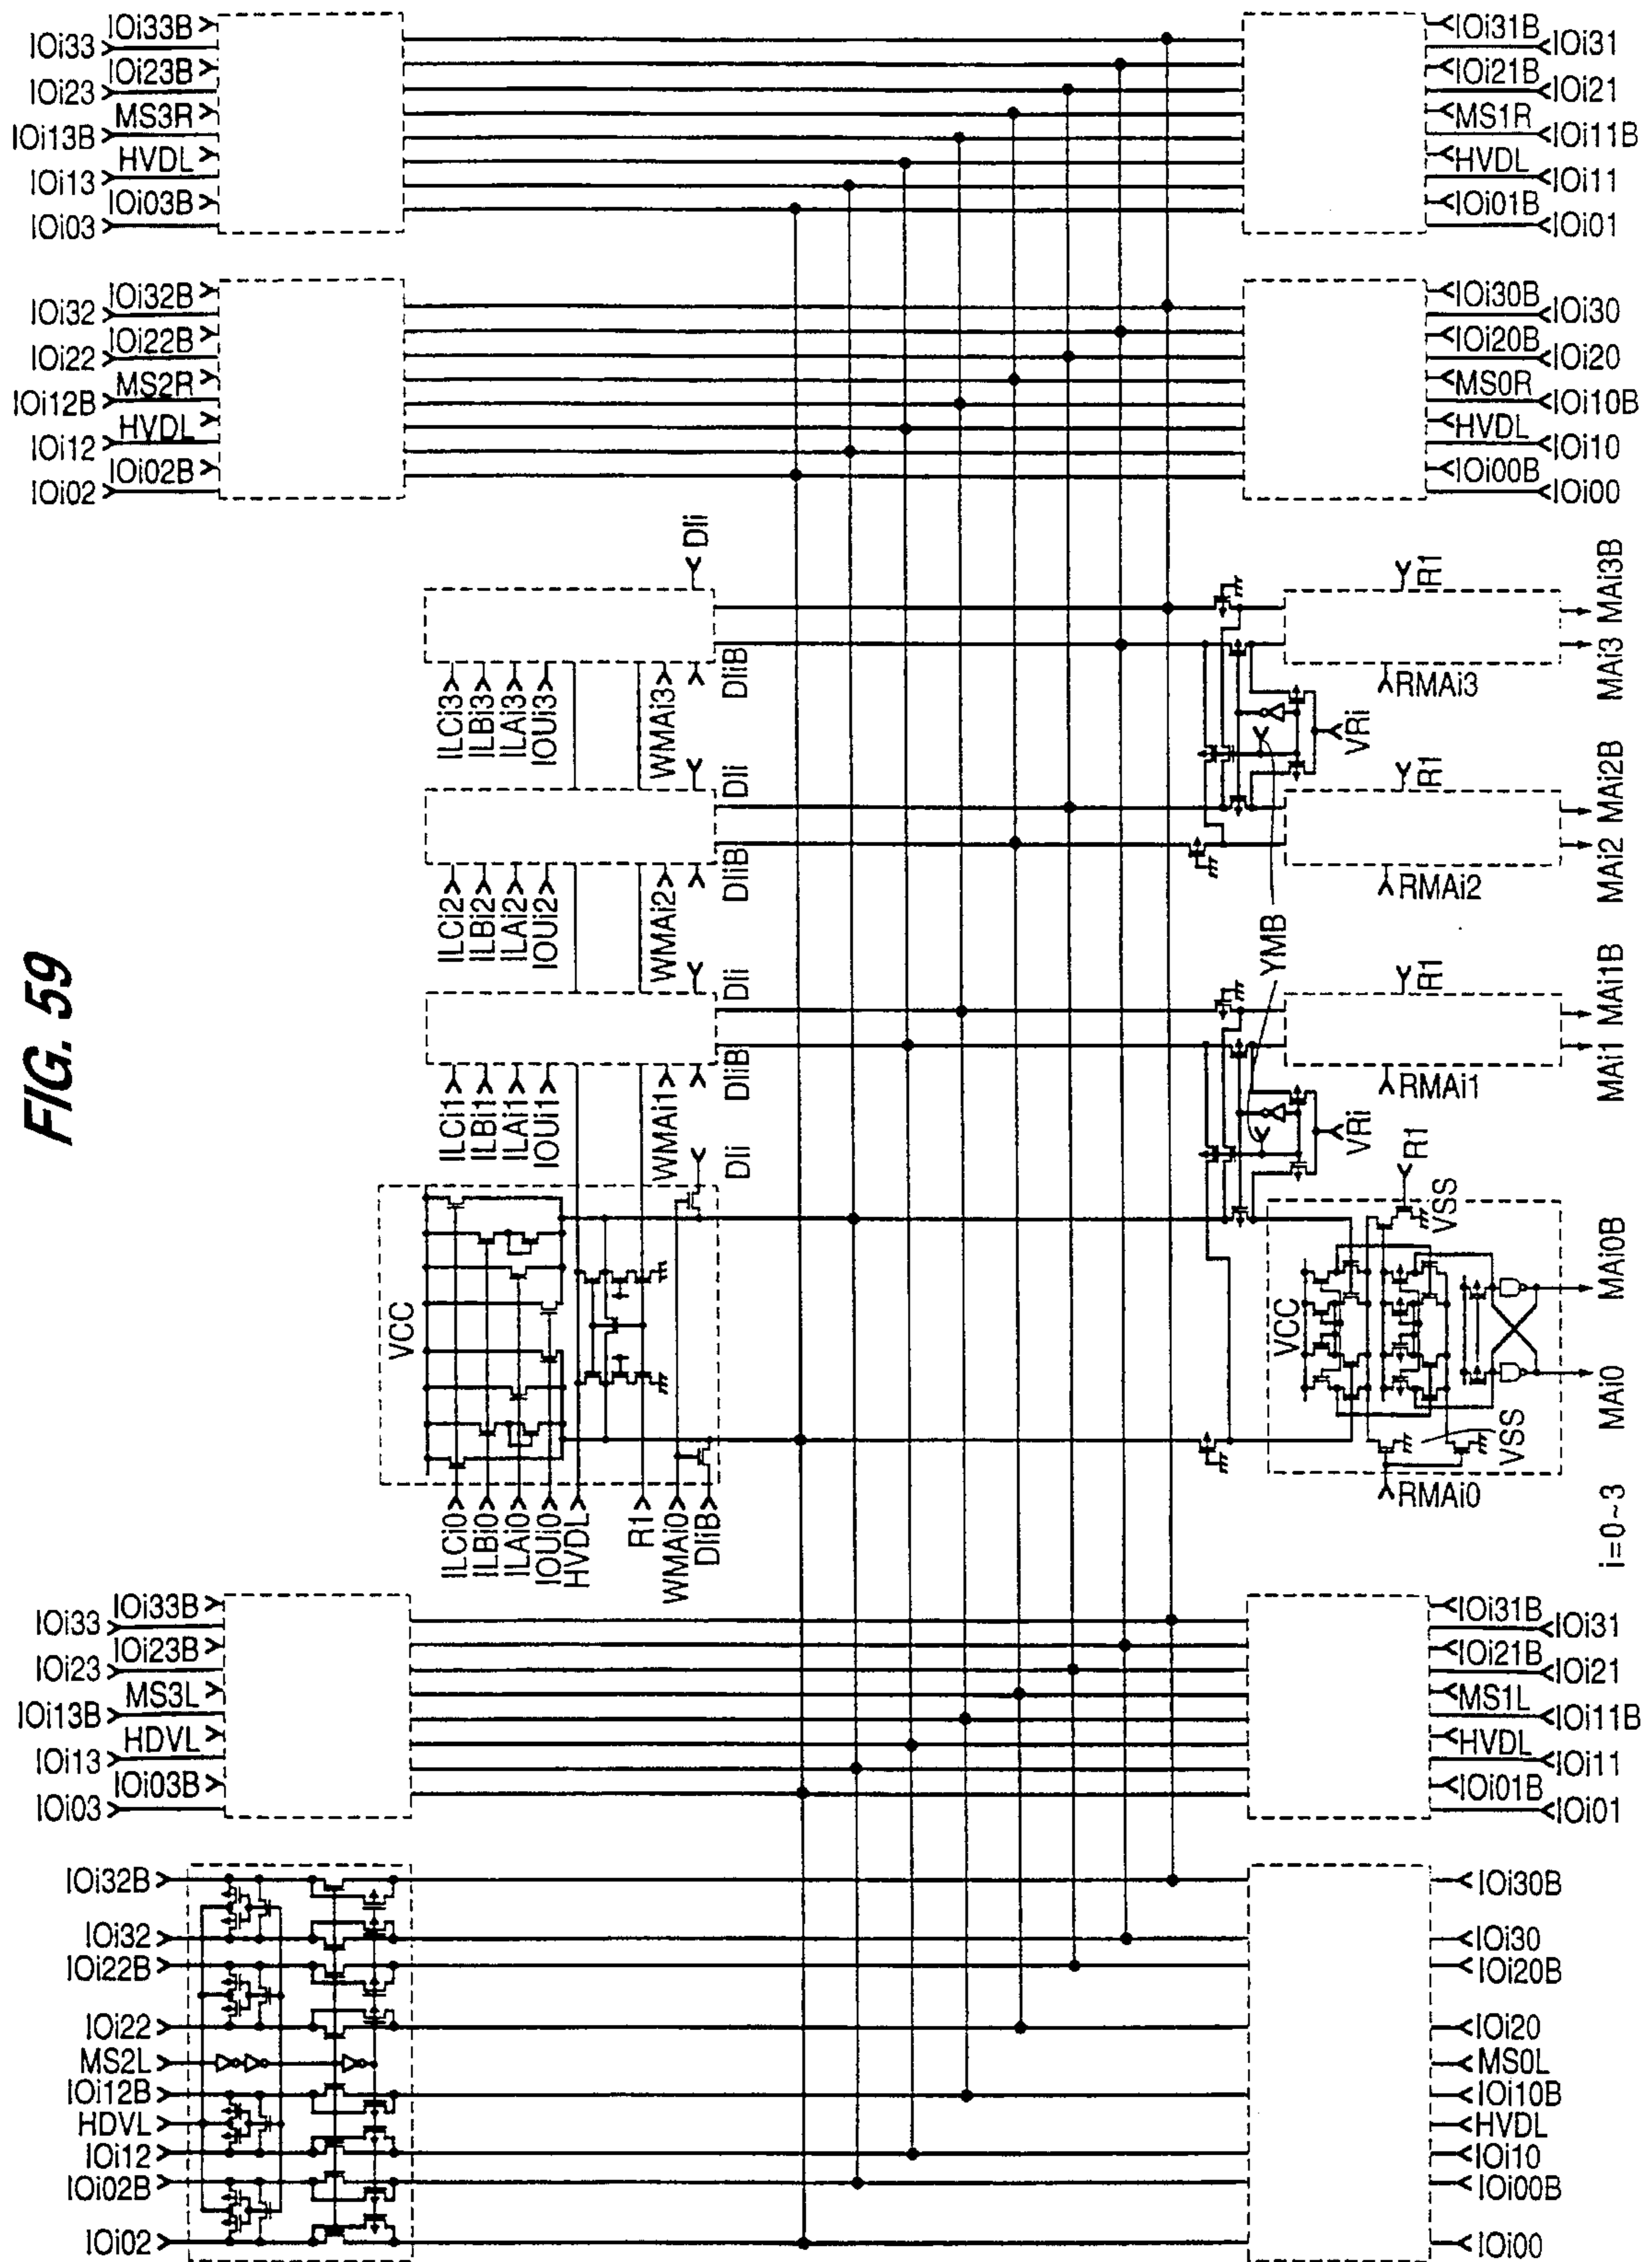 FIG. 59
IOi33B
IOi33
IOi23B
IOi23
MS3R
IOi13B
HVDL
IOi13
IOi03B
IOi03
IOi31B
IOi31
IOi21B
IOi21
MS1R
IOi11B
HVDL
IOi11
IOi01B
IOi01
IOi32B
IOi32
IOi22B
IOi22
MS2R
IOi12B
HVDL
IOi12
IOi02B
IOi02
IOi30B
IOi30
IOi20B
IOi20
MS0R
IOi10B
HVDL
IOi10
IOi00B
IOi00
DIi
ILCi3
ILBi3
ILAi3
IOUi3
WMAi3
DIiB
R1
RMAi3
MAi3
MAi3B
VRi
DIi
ILCi2
ILBi2
ILAi2
IOUi2
WMAi2
DIiB
R1
RMAi2
MAi2
MAi2B
YMB
DIi
ILCi1
ILBi1
ILAi1
IOUi1
WMAi1
DIiB
R1
RMAi1
MAi1
MAi1B
VRi
DIi
VCC
ILCi0
ILBi0
ILAi0
IOUi0
HVDL
R1
WMAi0
DIiB
R1
VSS
VCC
VSS
RMAi0
MAi0
MAi0B
i=0~3
IOi33B
IOi33
IOi23B
IOi23
MS3L
IOi13B
HDVL
IOi13
IOi03B
IOi03
IOi31B
IOi31
IOi21B
IOi21
MS1L
IOi11B
HVDL
IOi11
IOi01B
IOi01
IOi32B
IOi32
IOi22B
IOi22
MS2L
IOi12B
HDVL
IOi12
IOi02B
IOi02
IOi30B
IOi30
IOi20B
IOi20
MS0L
IOi10B
HVDL
IOi10
IOi00B
IOi00